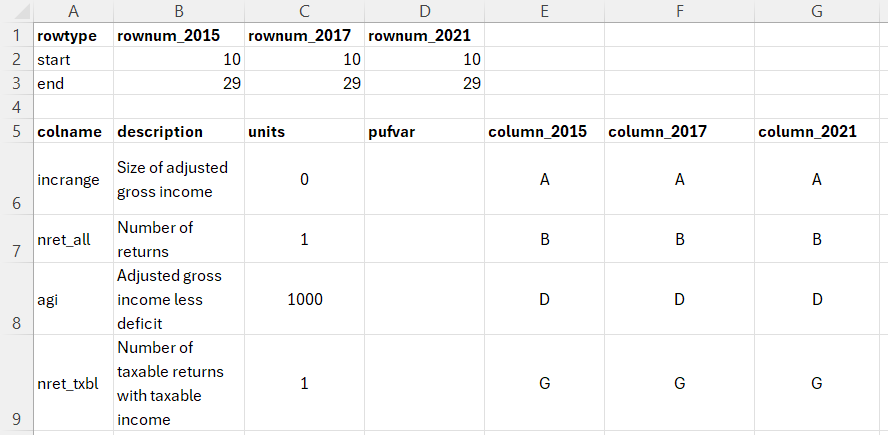 A B C D E F G
1 rowtype rownum_2015 rownum_2017 rownum_2021
2 start 10 10 10
3 end 29 29 29
4
5 colname description units pufvar column_2015 column_2017 column_2021
Size of adjusted
incrange 0 A A A
gross income
6
Number of
nret_all 1 B B B
7 returns
Adjusted gross
agi income less 1000 D D D
8 deficit
Number of
taxable returns
nret_txbl 1 G G G
with taxable
9 income